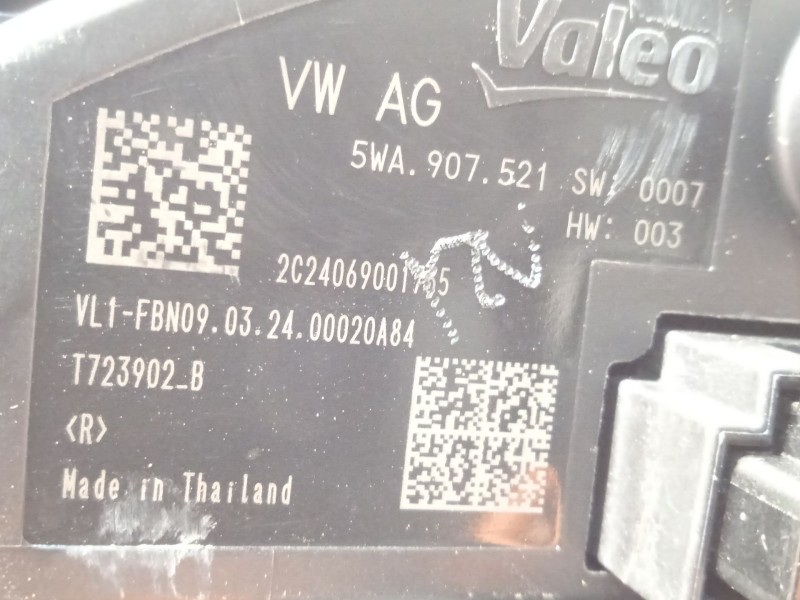 Valeo
VW AG
5WA.907.521 SW: 0007
HW: 003
2C24069001765
VL1-FBN09.03.24.00020A84
T723902_B
<R>
Made in Thailand